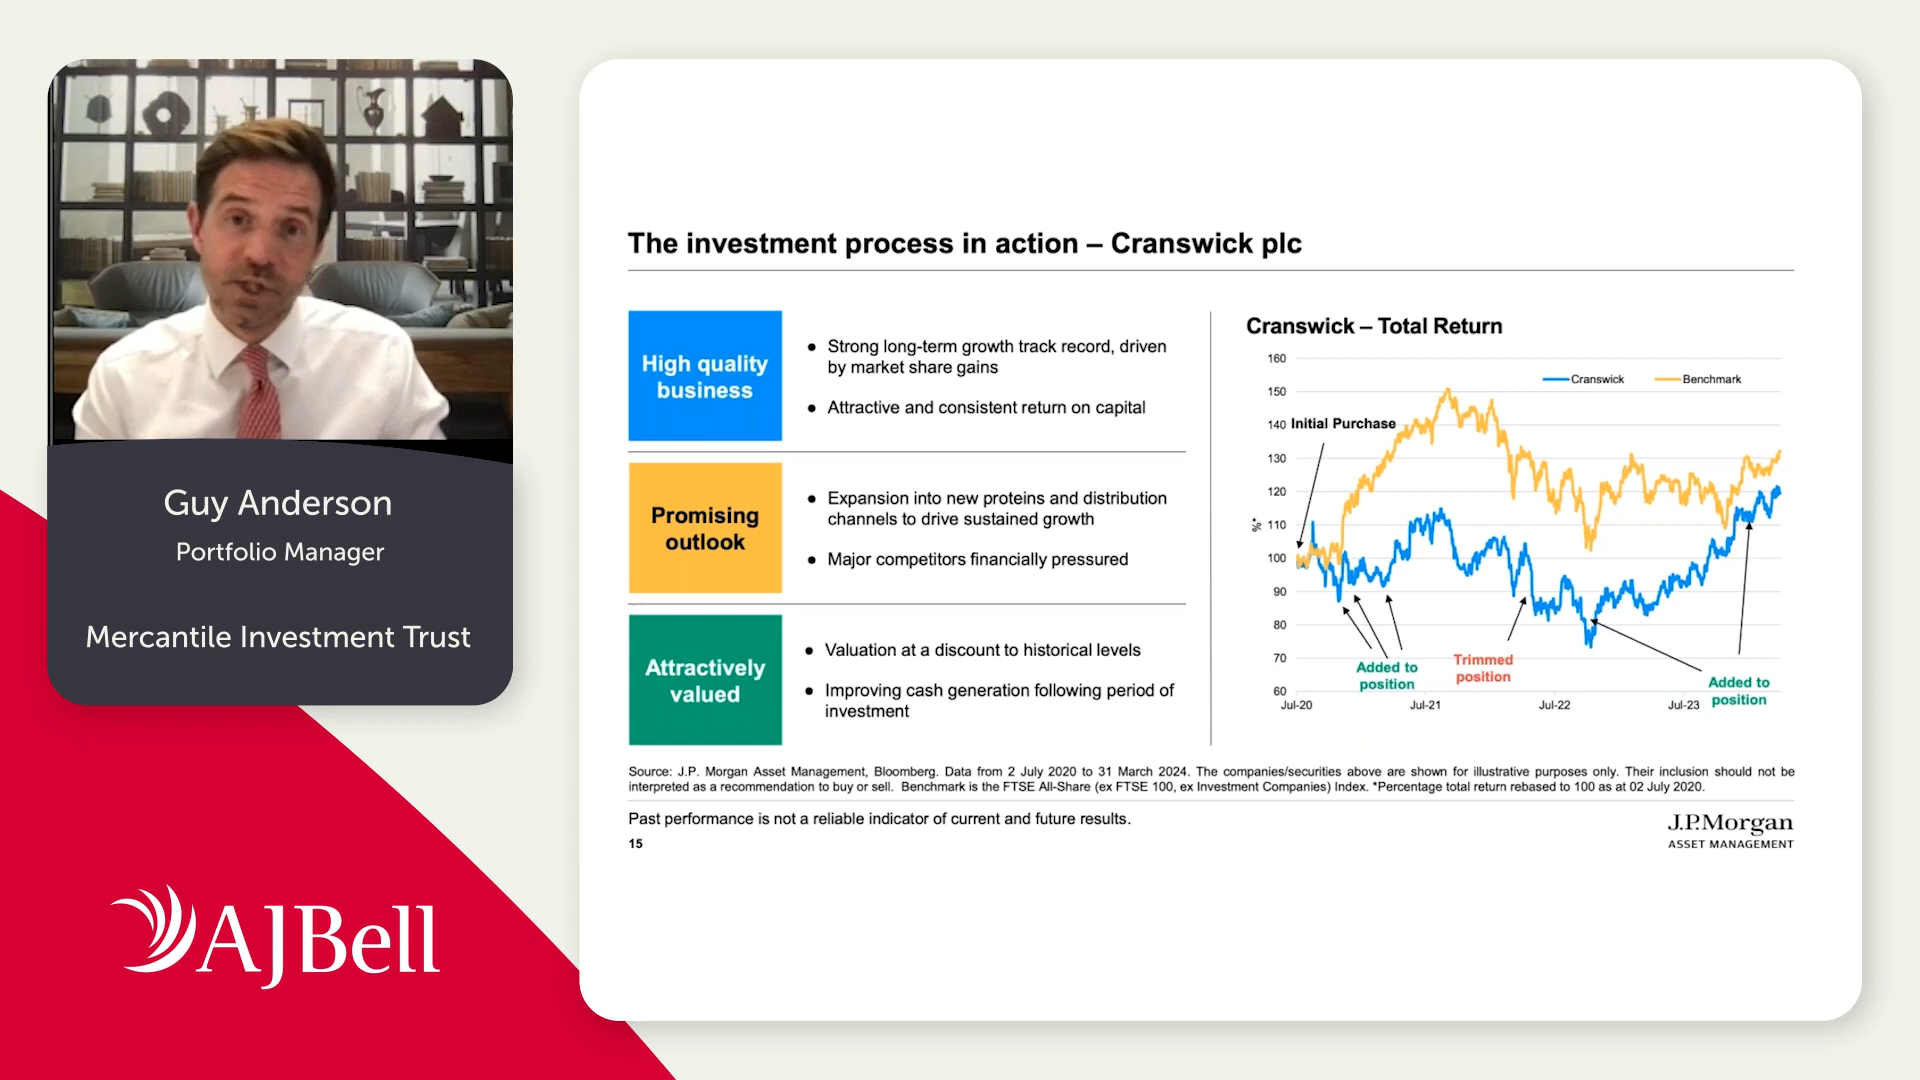 Guy Anderson
Portfolio Manager
Mercantile Investment Trust
AJBell
The investment process in action – Cranswick plc
High quality
business
• Strong long-term growth track record, driven
by market share gains
• Attractive and consistent return on capital
Promising
outlook
• Expansion into new proteins and distribution
channels to drive sustained growth
• Major competitors financially pressured
Attractively
valued
• Valuation at a discount to historical levels
• Improving cash generation following period of
investment
Cranswick – Total Return
160
150
140
130
120
110
100
90
80
70
60
%*
Cranswick
Benchmark
Initial Purchase
Added to
position
Trimmed
position
Added to
position
Jul-20
Jul-21
Jul-22
Jul-23
Source: J.P. Morgan Asset Management, Bloomberg. Data from 2 July 2020 to 31 March 2024. The companies/securities above are shown for illustrative purposes only. Their inclusion should not be
interpreted as a recommendation to buy or sell. Benchmark is the FTSE All-Share (ex FTSE 100, ex Investment Companies) Index. *Percentage total return rebased to 100 as at 02 July 2020.
Past performance is not a reliable indicator of current and future results.
15
J.P.Morgan
ASSET MANAGEMENT